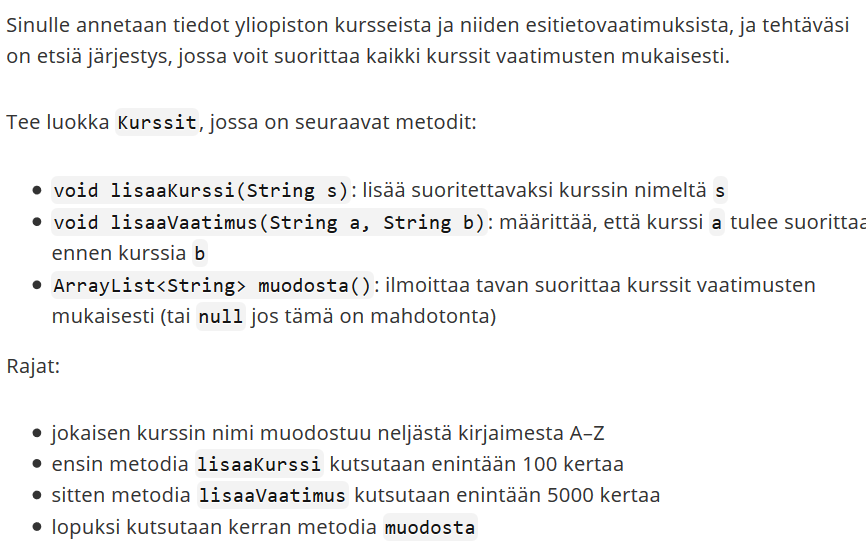 Sinulle annetaan tiedot yliopiston kursseista ja niiden esitietovaatimuksista, ja tehtäväsi
on etsiä järjestys, jossa voit suorittaa kaikki kurssit vaatimusten mukaisesti.
Tee luokka Kurssit, jossa on seuraavat metodit:
• void lisaaKurssi(String s): lisää suoritettavaksi kurssin nimeltä s
• void lisaaVaatimus(String a, String b): määrittää, että kurssi a tulee suorittaa
ennen kurssia b
• ArrayList<String> muodosta(): ilmoittaa tavan suorittaa kurssit vaatimusten
mukaisesti (tai null jos tämä on mahdotonta)
Rajat:
• jokaisen kurssin nimi muodostuu neljästä kirjaimesta A–Z
• ensin metodia lisaaKurssi kutsutaan enintään 100 kertaa
• sitten metodia lisaaVaatimus kutsutaan enintään 5000 kertaa
• lopuksi kutsutaan kerran metodia muodosta